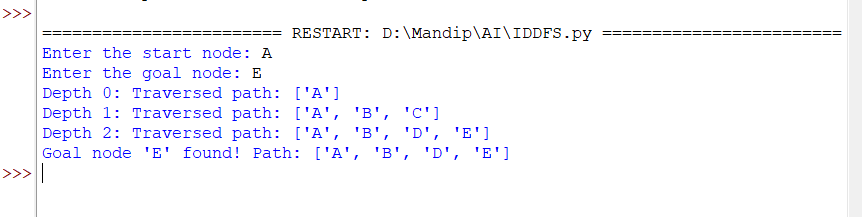 >>>
======================== RESTART: D:\Mandip\AI\IDDFS.py ========================
Enter the start node: A
Enter the goal node: E
Depth 0: Traversed path: ['A']
Depth 1: Traversed path: ['A', 'B', 'C']
Depth 2: Traversed path: ['A', 'B', 'D', 'E']
Goal node 'E' found! Path: ['A', 'B', 'D', 'E']
>>>